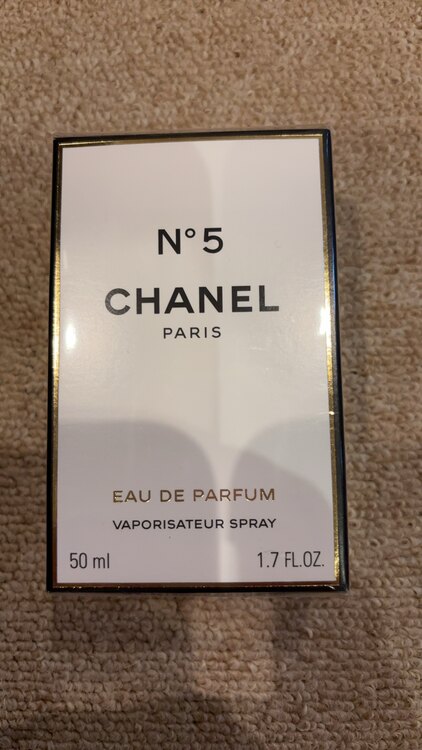 N°5
CHANEL
PARIS
EAU DE PARFUM
VAPORISATEUR SPRAY
50 ml 1.7 FL.OZ.